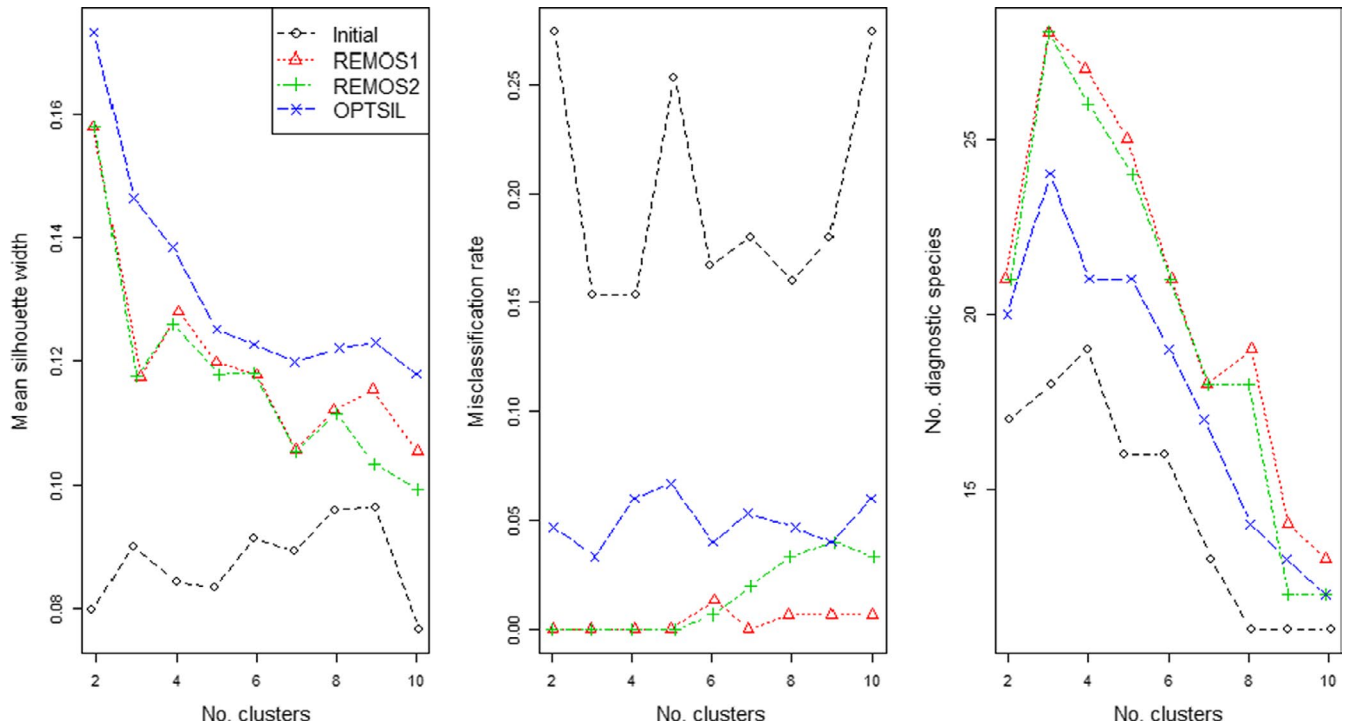 Initial
REMOS1
REMOS2
OPTSIL
Mean silhouette width
0.08
0.10
0.12
0.14
0.16
2 4 6 8 10
No. clusters
Misclassification rate
0.00
0.05
0.10
0.15
0.20
0.25
2 4 6 8 10
No. clusters
No. diagnostic species
15
20
25
2 4 6 8 10
No. clusters